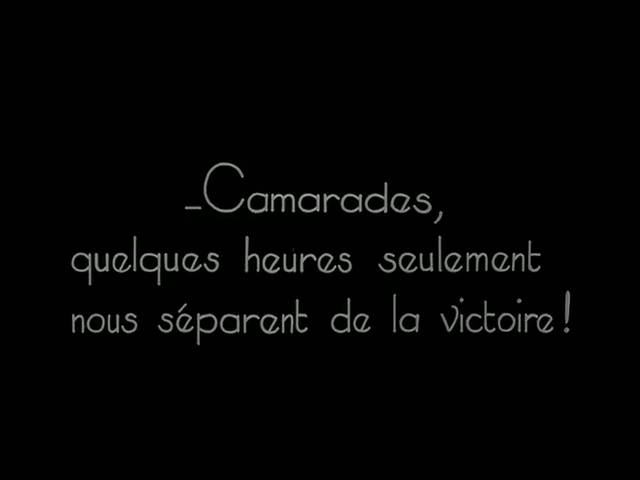 –Camarades,
quelques heures seulement
nous séparent de la victoire!